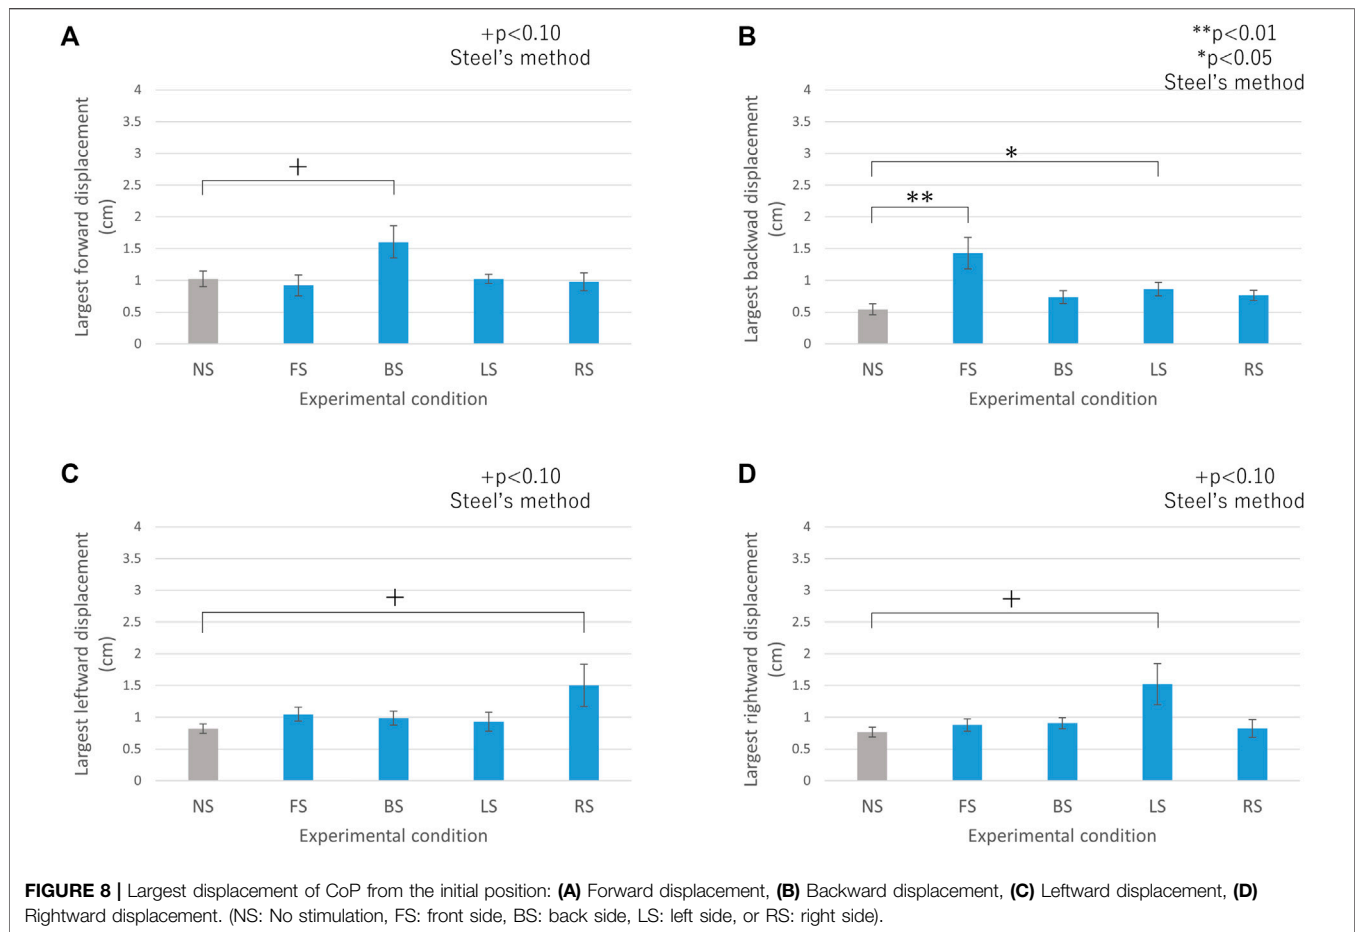 A
+p<0.10
Steel's method
Largest forward displacement
(cm)
4
3.5
3
2.5
2
1.5
1
0.5
0
+
NS FS BS LS RS
Experimental condition
B
**p<0.01
*p<0.05
Steel's method
Largest backwad displacement
(cm)
4
3.5
3
2.5
2
1.5
1
0.5
0
*
**
NS FS BS LS RS
Experimental condition
C
+p<0.10
Steel's method
Largest leftward displacement
(cm)
4
3.5
3
2.5
2
1.5
1
0.5
0
+
NS FS BS LS RS
Experimental condition
D
+p<0.10
Steel's method
Largest rightward displacement
(cm)
4
3.5
3
2.5
2
1.5
1
0.5
0
+
NS FS BS LS RS
Experimental condition
FIGURE 8 | Largest displacement of CoP from the initial position: (A) Forward displacement, (B) Backward displacement, (C) Leftward displacement, (D)
Rightward displacement. (NS: No stimulation, FS: front side, BS: back side, LS: left side, or RS: right side).